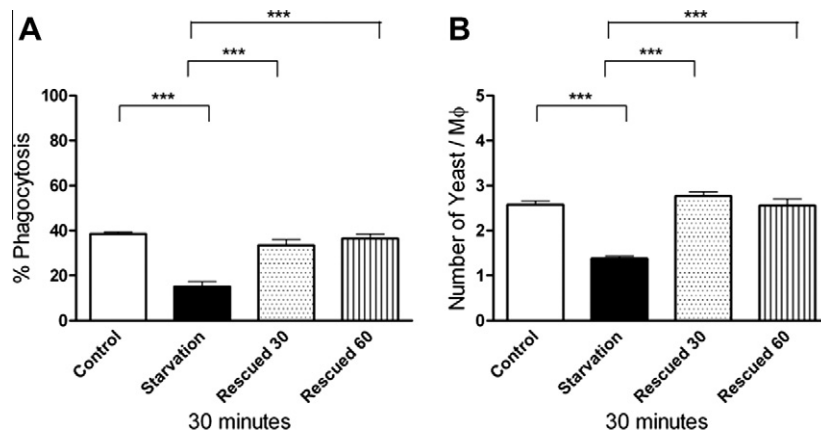 A
***
***
***
% Phagocytosis
100
80
60
40
20
0
Control
Starvation
Rescued 30
Rescued 60
30 minutes
B
***
***
***
Number of Yeast / Mϕ
5
4
3
2
1
0
Control
Starvation
Rescued 30
Rescued 60
30 minutes